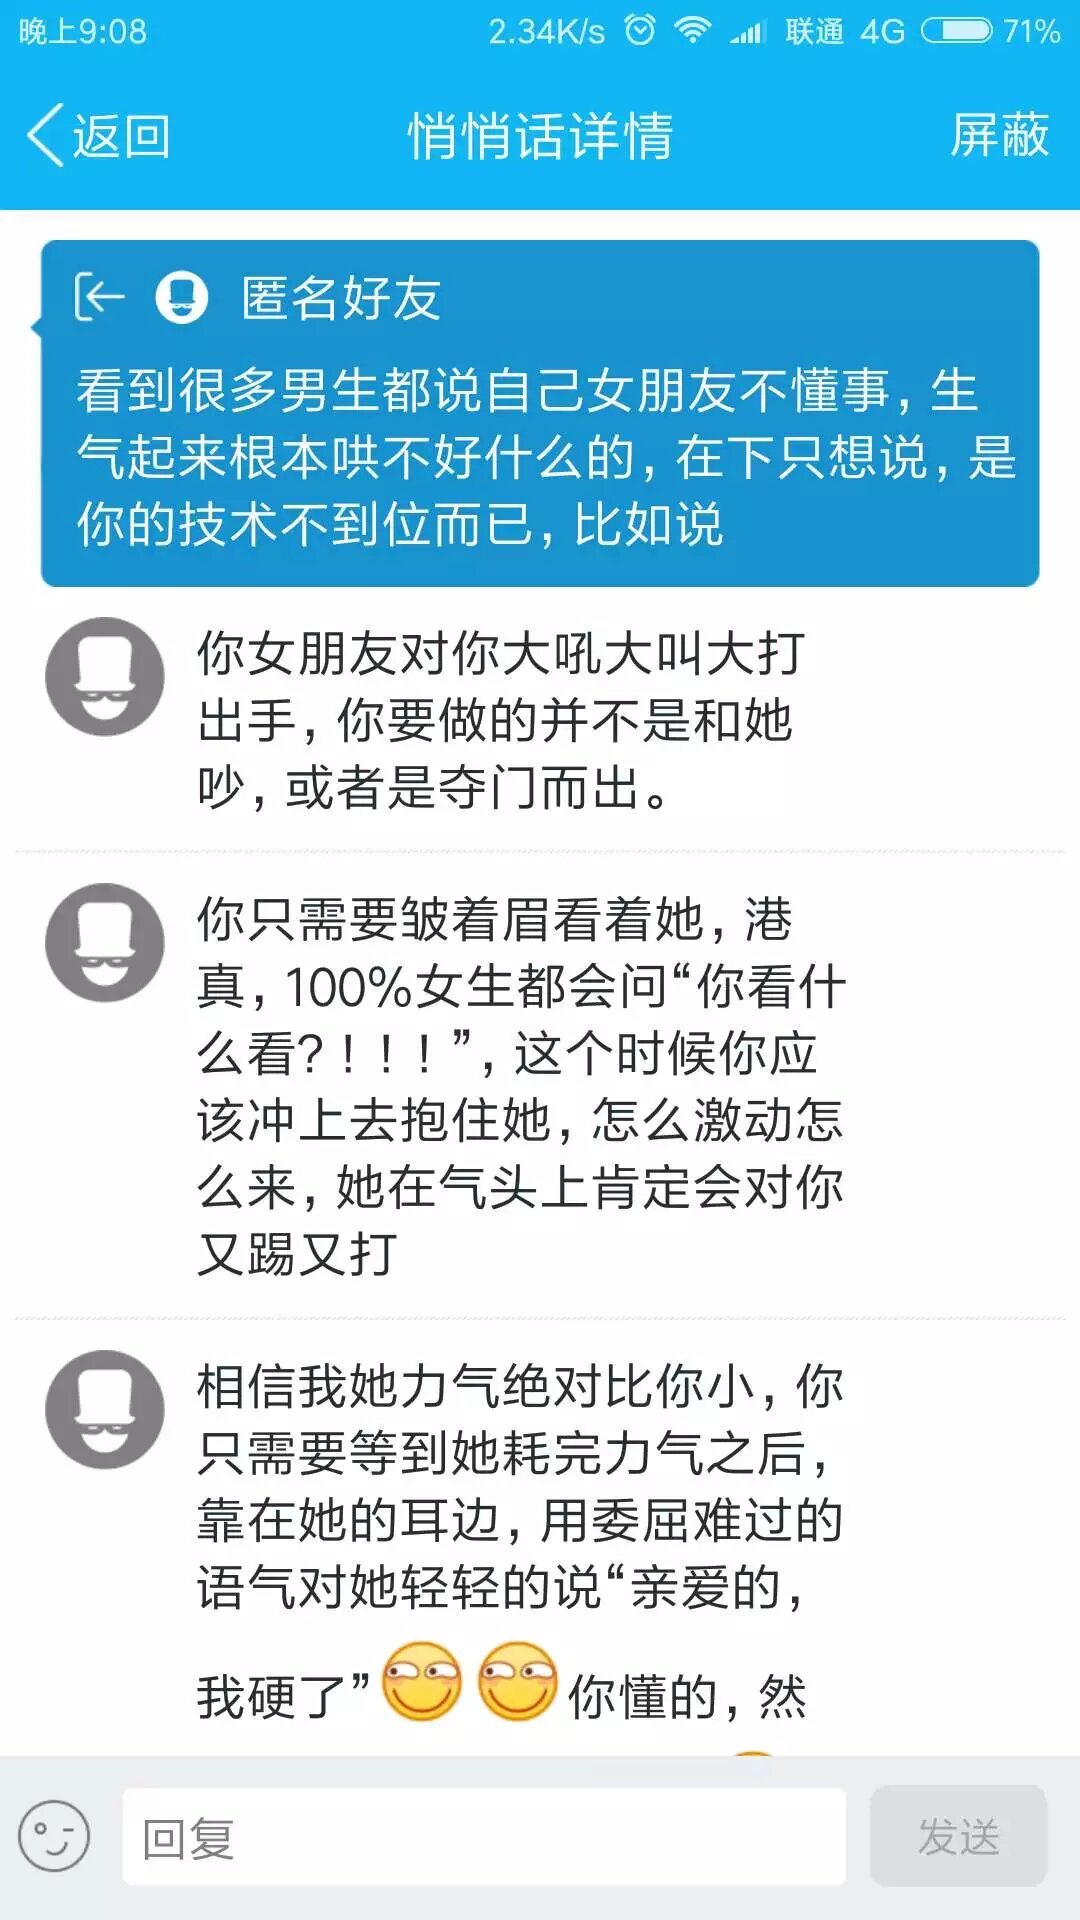 晚上9:08 2.34K/s 联通 4G 71%
返回 悄悄话详情 屏蔽
匿名好友
看到很多男生都说自己女朋友不懂事，生
气起来根本哄不好什么的，在下只想说，是
你的技术不到位而已，比如说
你女朋友对你大吼大叫大打
出手，你要做的并不是和她
吵，或者是夺门而出。
你只需要皱着眉看着她，港
真，100%女生都会问“你看什
么看？！！！”，这个时候你应
该冲上去抱住她，怎么激动怎
么来，她在气头上肯定会对你
又踢又打
相信我她力气绝对比你小，你
只需要等到她耗完力气之后，
靠在她的耳边，用委屈难过的
语气对她轻轻的说“亲爱的，
我硬了” 你懂的，然
回复 发送